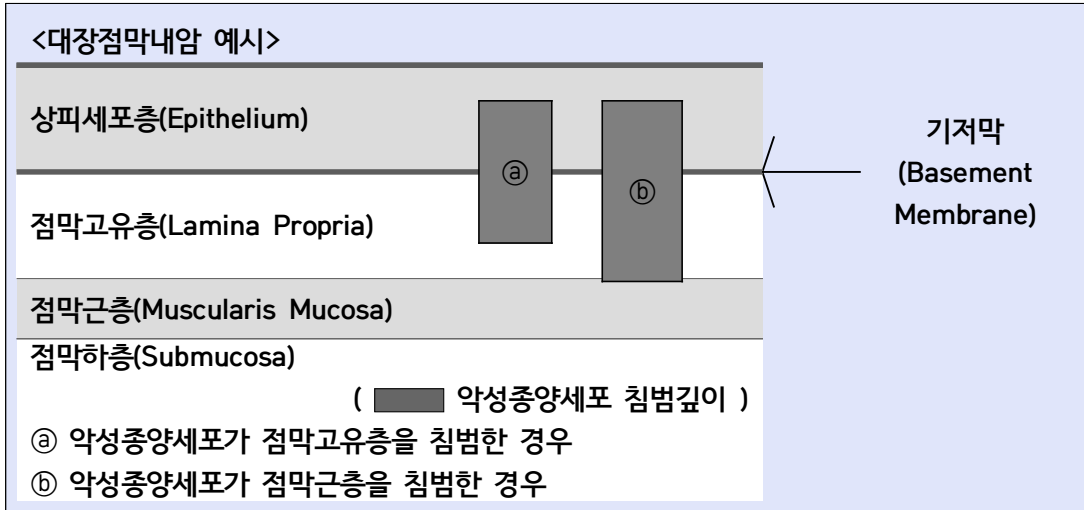 <대장점막내암 예시>
상피세포층(Epithelium)
ⓐ
ⓑ
기저막
(Basement
Membrane)
점막고유층(Lamina Propria)
점막근층(Muscularis Mucosa)
점막하층(Submucosa)
( 악성종양세포 침범깊이 )
ⓐ 악성종양세포가 점막고유층을 침범한 경우
ⓑ 악성종양세포가 점막근층을 침범한 경우